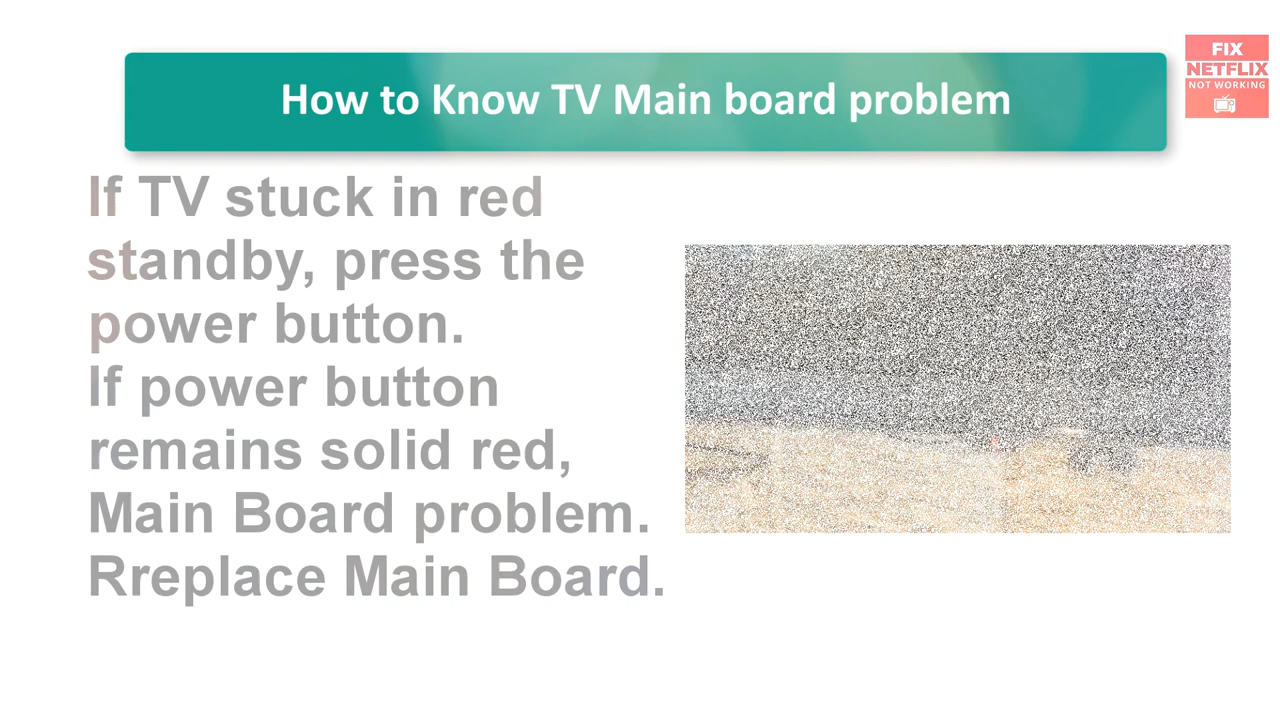 How to Know TV Main board problem
FIX
NETFLIX
NOT WORKING
If TV stuck in red
standby, press the
power button.
If power button
remains solid red,
Main Board problem.
Rreplace Main Board.